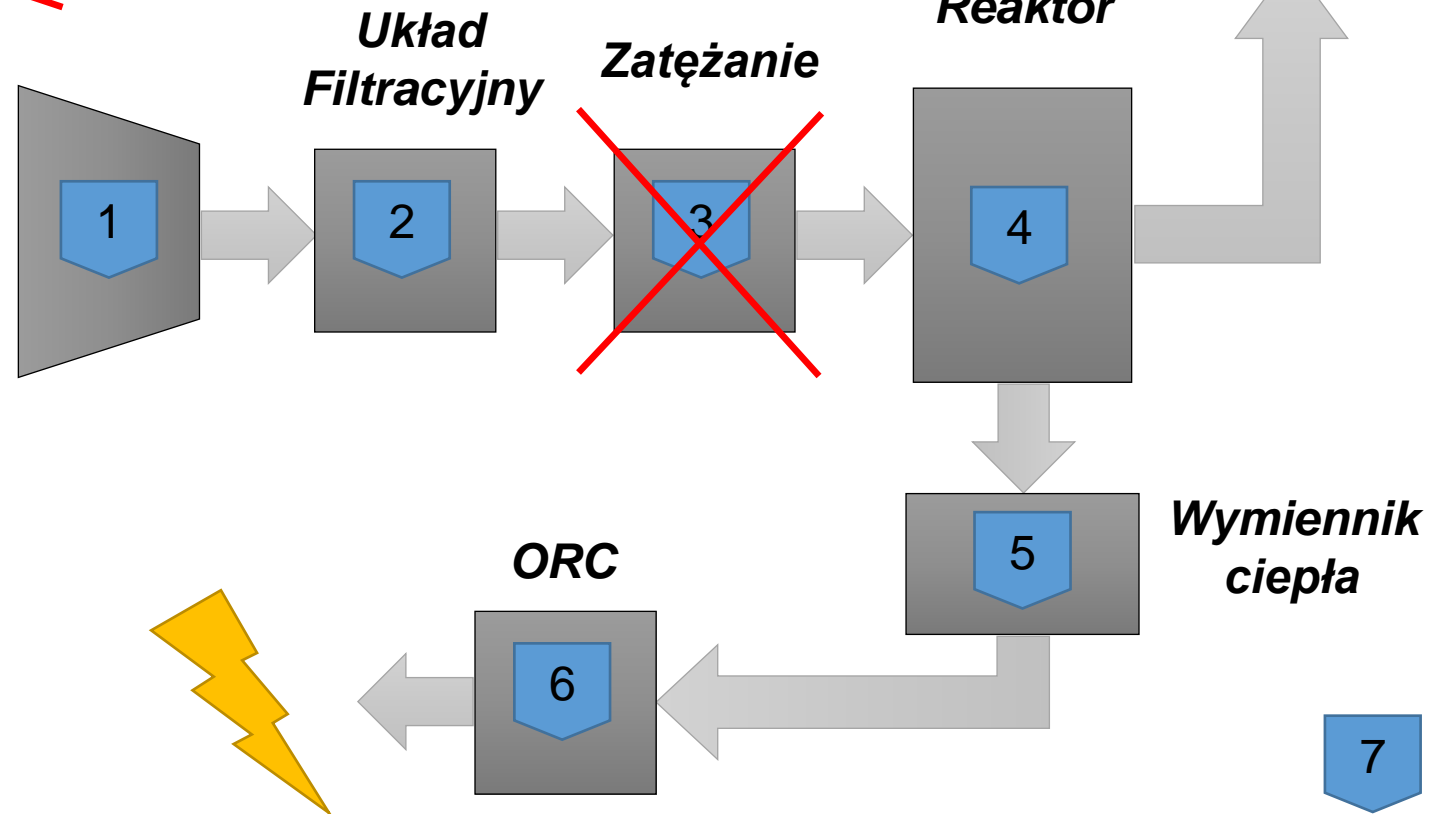 Reaktor
Układ
Filtracyjny
Zatężanie
1
2
3
4
5
Wymiennik
ciepła
ORC
6
7